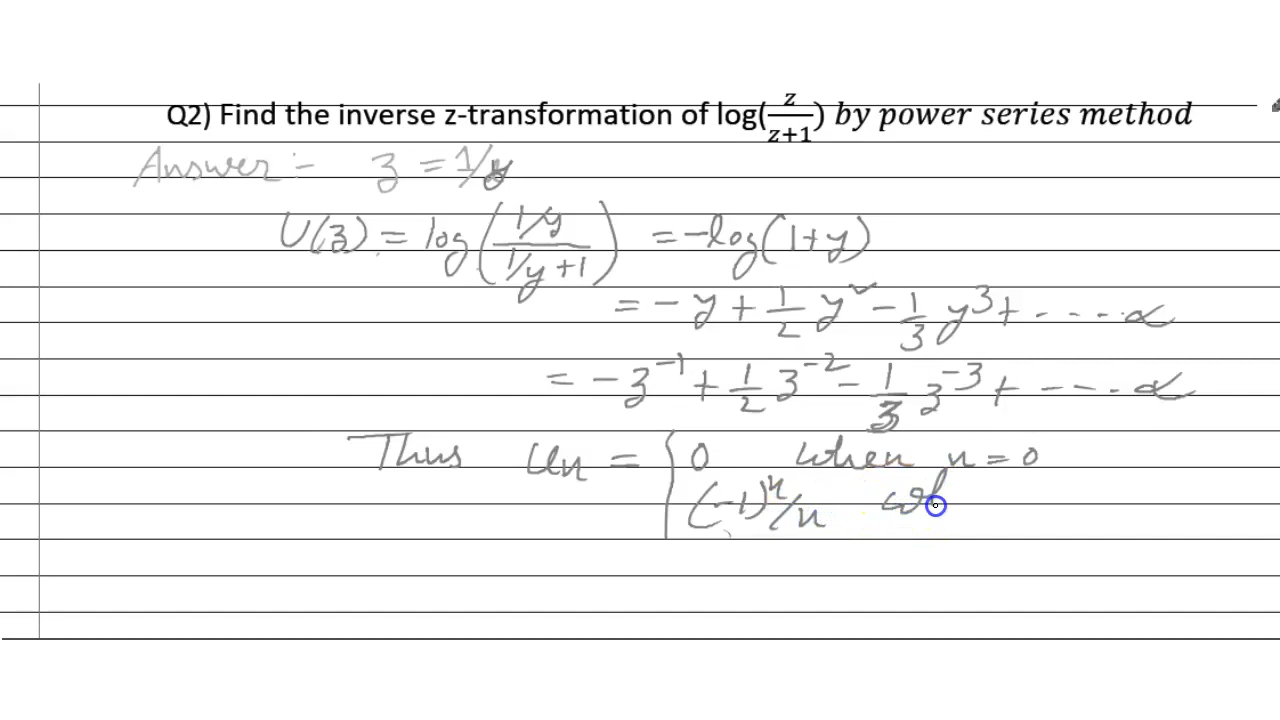 Q2) Find the inverse z-transformation of log(z/(z+1)) by power series method
Answer :- z = 1/y
U(z) = log((1/y)/(1/y + 1)) = -log(1+y)
= - y + 1/2 y² - 1/3 y³ + - - - - ∝
= - z⁻¹ + 1/2 z⁻² - 1/3 z⁻³ + - - - - ∝
Thus uₙ = { 0 when n = 0
(-1)ⁿ/n wh